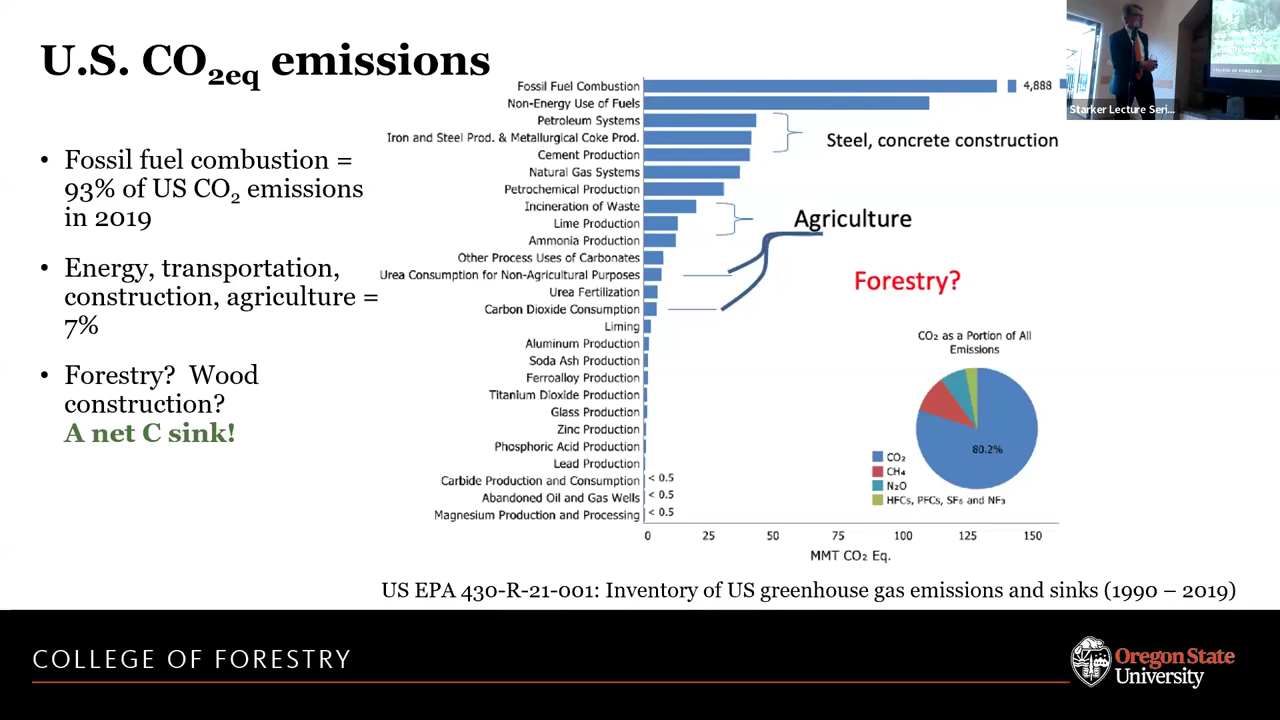 U.S. CO2eq emissions
• Fossil fuel combustion =
93% of US CO2 emissions
in 2019
• Energy, transportation,
construction, agriculture =
7%
• Forestry? Wood
construction?
A net C sink!
Fossil Fuel Combustion
4,888
Non-Energy Use of Fuels
Petroleum Systems
Iron and Steel Prod. & Metallurgical Coke Prod.
Cement Production
Natural Gas Systems
Petrochemical Production
Incineration of Waste
Lime Production
Ammonia Production
Other Process Uses of Carbonates
Urea Consumption for Non-Agricultural Purposes
Urea Fertilization
Carbon Dioxide Consumption
Liming
Aluminum Production
Soda Ash Production
Ferroalloy Production
Titanium Dioxide Production
Glass Production
Zinc Production
Phosphoric Acid Production
Lead Production
Carbide Production and Consumption < 0.5
Abandoned Oil and Gas Wells < 0.5
Magnesium Production and Processing < 0.5
0 25 50 75 100 125 150
MMT CO₂ Eq.
Steel, concrete construction
Agriculture
Forestry?
CO₂ as a Portion of All
Emissions
80.2%
CO₂
CH₄
N₂O
HFCs, PFCs, SF₆ and NF₃
US EPA 430-R-21-001: Inventory of US greenhouse gas emissions and sinks (1990 – 2019)
Starker Lecture Seri...
COLLEGE OF FORESTRY
COLLEGE OF FORESTRY
Oregon State
University